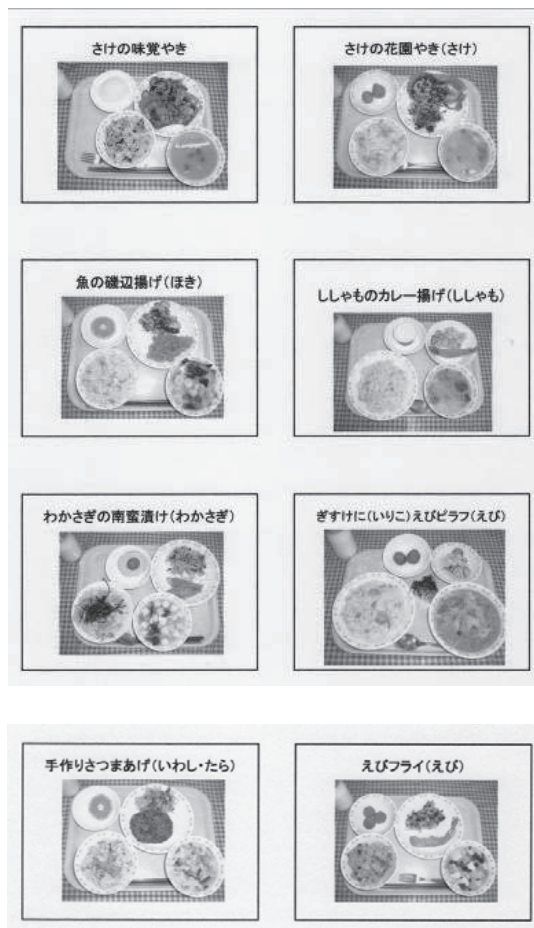 さけの味覚やき
さけの花園やき(さけ)
魚の磯辺揚げ(ほき)
ししゃものカレー揚げ(ししゃも)
わかさぎの南蛮漬け(わかさぎ)
ぎすけに(いりこ)えびピラフ(えび)
手作りさつまあげ(いわし・たら)
えびフライ(えび)